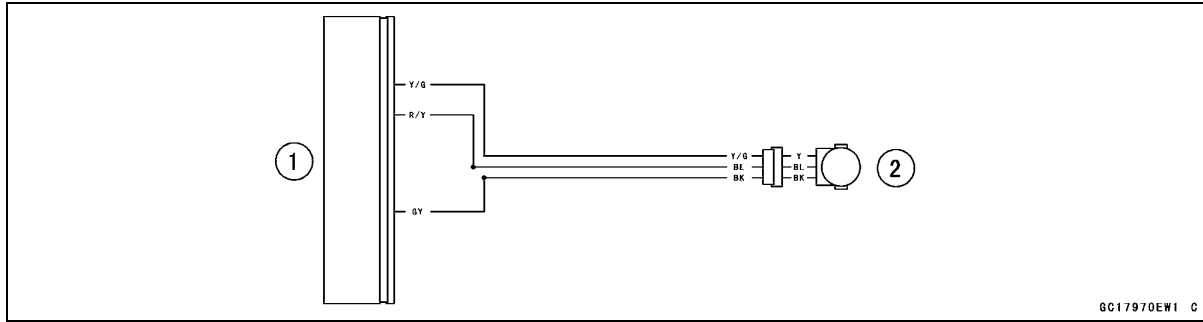 Y/G
R/Y
1
Y/G Y
BL BL
BK BK
2
GY
GC17970EW1 C